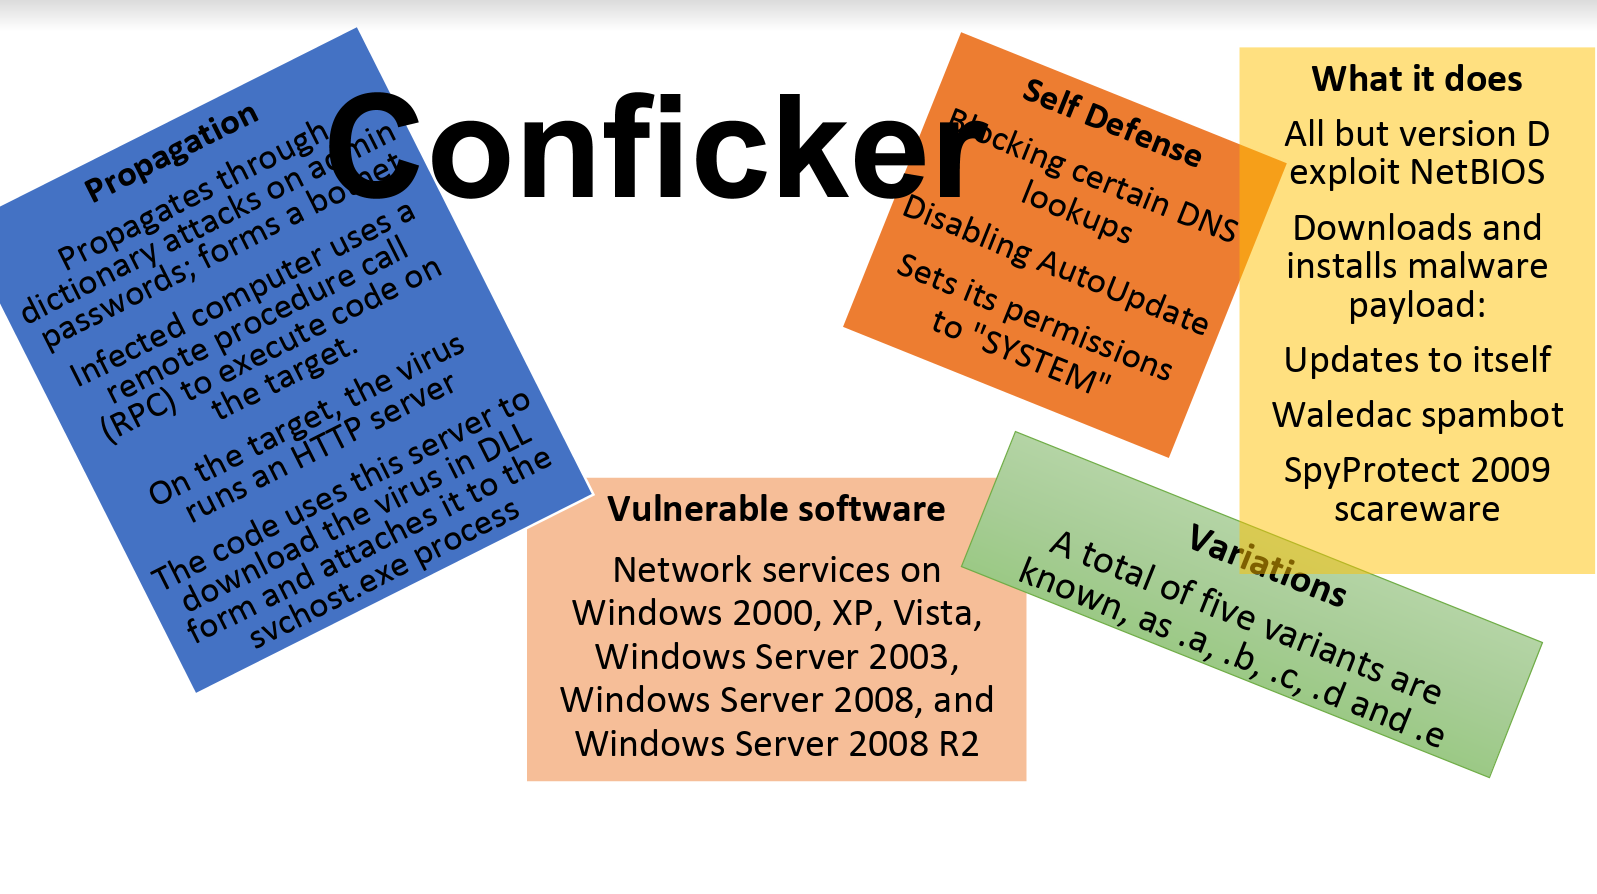 Conficker
Propagation
Propagates through
dictionary attacks on admin
passwords; forms a botnet
Infected computer uses a
remote procedure call
(RPC) to execute code on
the target.
On the target, the virus
runs an HTTP server
The code uses this server to
download the virus in DLL
form and attaches it to the
svchost.exe process
Self Defense
Blocking certain DNS
lookups
Disabling AutoUpdate
Sets its permissions
to "SYSTEM"
What it does
All but version D
exploit NetBIOS
Downloads and
installs malware
payload:
Updates to itself
Waledac spambot
SpyProtect 2009
scareware
Vulnerable software
Network services on
Windows 2000, XP, Vista,
Windows Server 2003,
Windows Server 2008, and
Windows Server 2008 R2
Variations
A total of five variants are
known, as .a, .b, .c, .d and .e